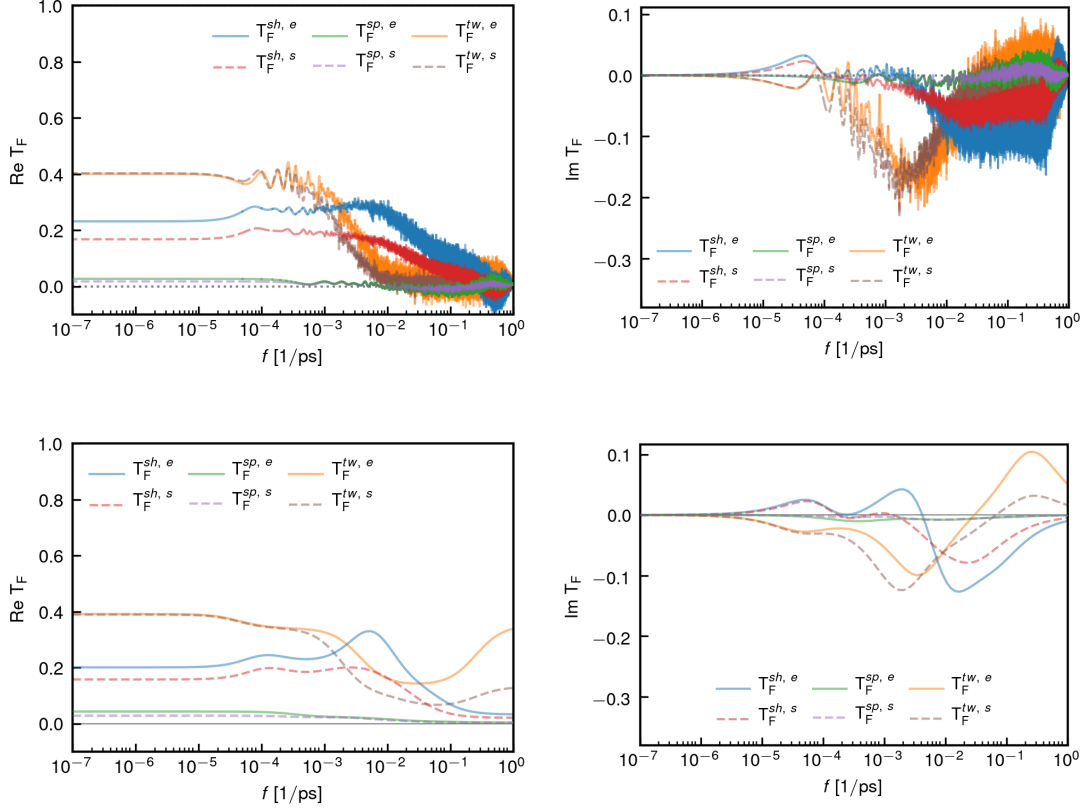 1.0
0.8
0.6
0.4
0.2
0.0
Re T_F
T_F^{sh, e} T_F^{sp, e} T_F^{tw, e}
T_F^{sh, s} T_F^{sp, s} T_F^{tw, s}
10^{−7} 10^{−6} 10^{−5} 10^{−4} 10^{−3} 10^{−2} 10^{−1} 10^{0}
f [1/ps]
0.1
0.0
−0.1
−0.2
−0.3
Im T_F
T_F^{sh, e} T_F^{sp, e} T_F^{tw, e}
T_F^{sh, s} T_F^{sp, s} T_F^{tw, s}
10^{−7} 10^{−6} 10^{−5} 10^{−4} 10^{−3} 10^{−2} 10^{−1} 10^{0}
f [1/ps]
1.0
0.8
0.6
0.4
0.2
0.0
Re T_F
T_F^{sh, e} T_F^{sp, e} T_F^{tw, e}
T_F^{sh, s} T_F^{sp, s} T_F^{tw, s}
10^{−7} 10^{−6} 10^{−5} 10^{−4} 10^{−3} 10^{−2} 10^{−1} 10^{0}
f [1/ps]
0.1
0.0
−0.1
−0.2
−0.3
Im T_F
T_F^{sh, e} T_F^{sp, e} T_F^{tw, e}
T_F^{sh, s} T_F^{sp, s} T_F^{tw, s}
10^{−7} 10^{−6} 10^{−5} 10^{−4} 10^{−3} 10^{−2} 10^{−1} 10^{0}
f [1/ps]